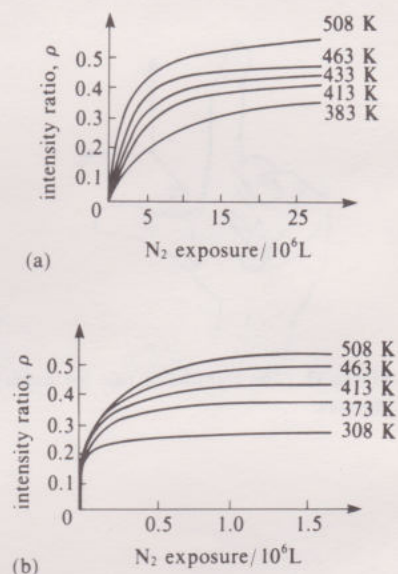 intensity ratio, ρ
0.5
0.4
0.3
0.2
0.1
0
508 K
463 K
433 K
413 K
383 K
5
15
25
N₂ exposure/10⁶L
(a)
intensity ratio, ρ
0.5
0.4
0.3
0.2
0.1
0
508 K
463 K
413 K
373 K
308 K
0.5
1.0
1.5
N₂ exposure/10⁶L
(b)